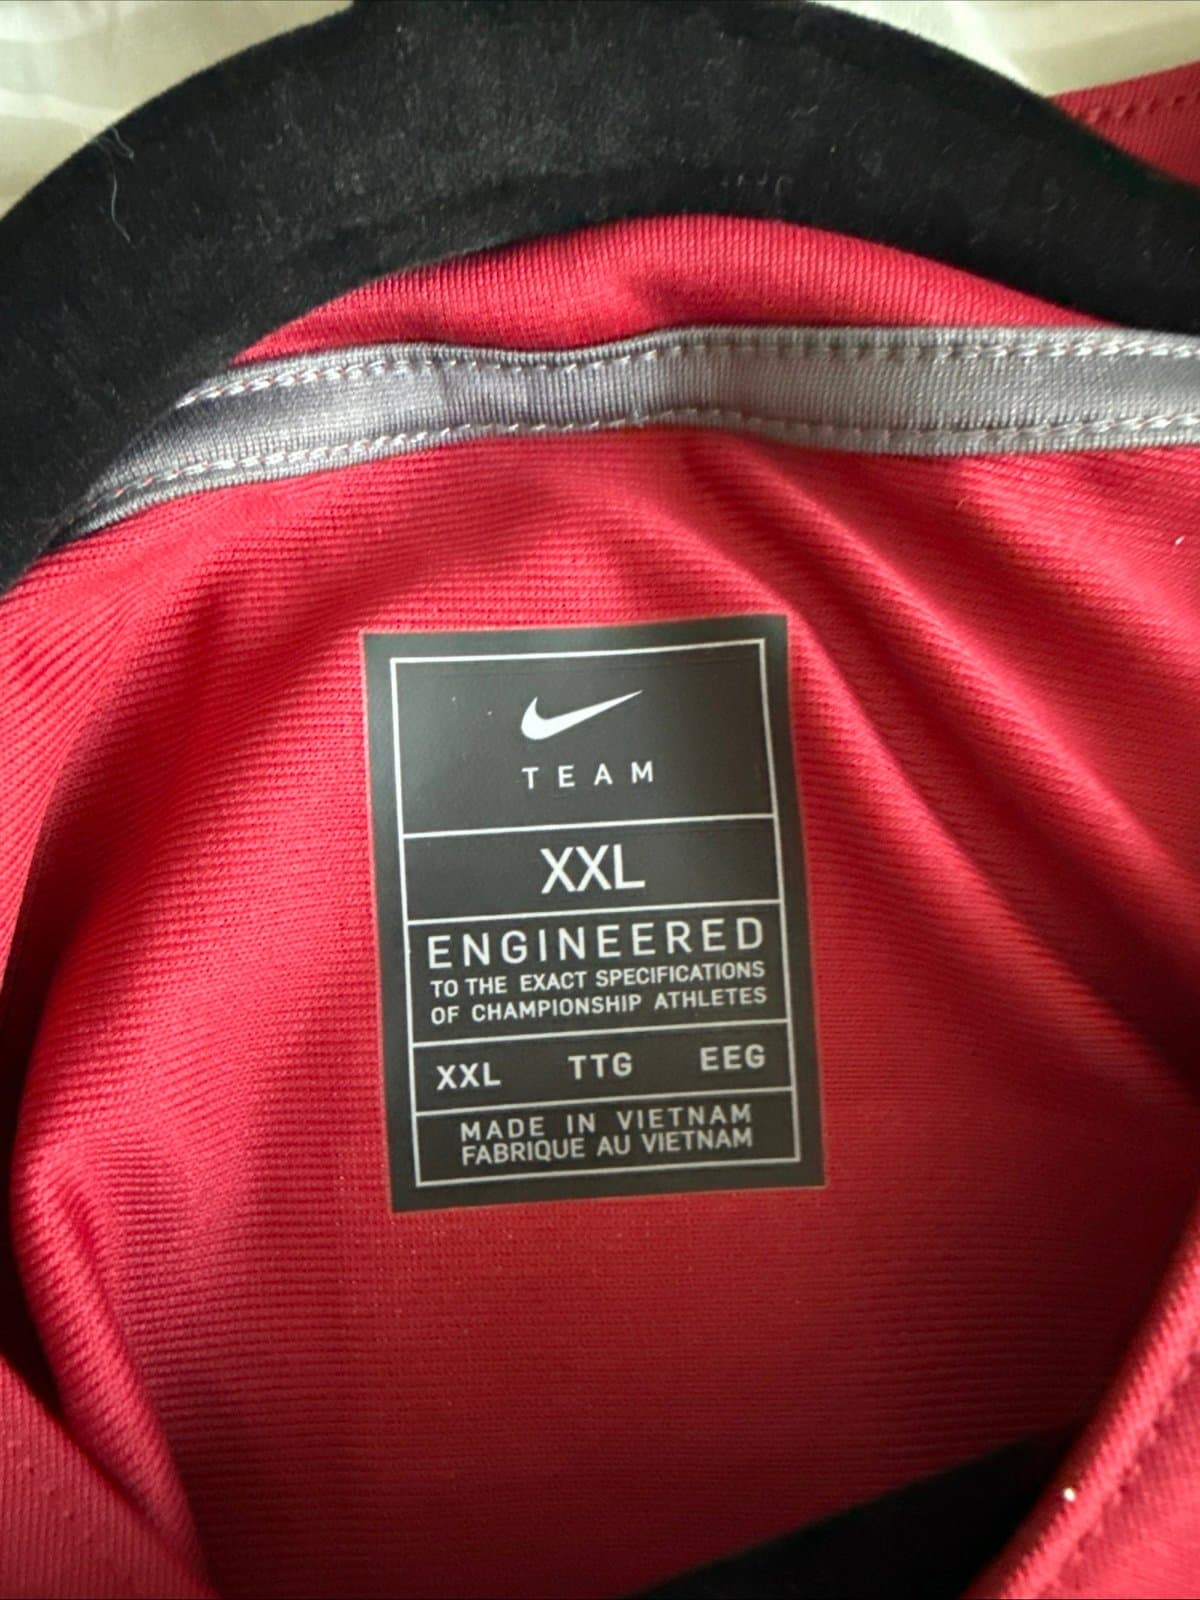 TEAM
XXL
ENGINEERED
TO THE EXACT SPECIFICATIONS
OF CHAMPIONSHIP ATHLETES
XXL TTG EEG
MADE IN VIETNAM
FABRIQUE AU VIETNAM